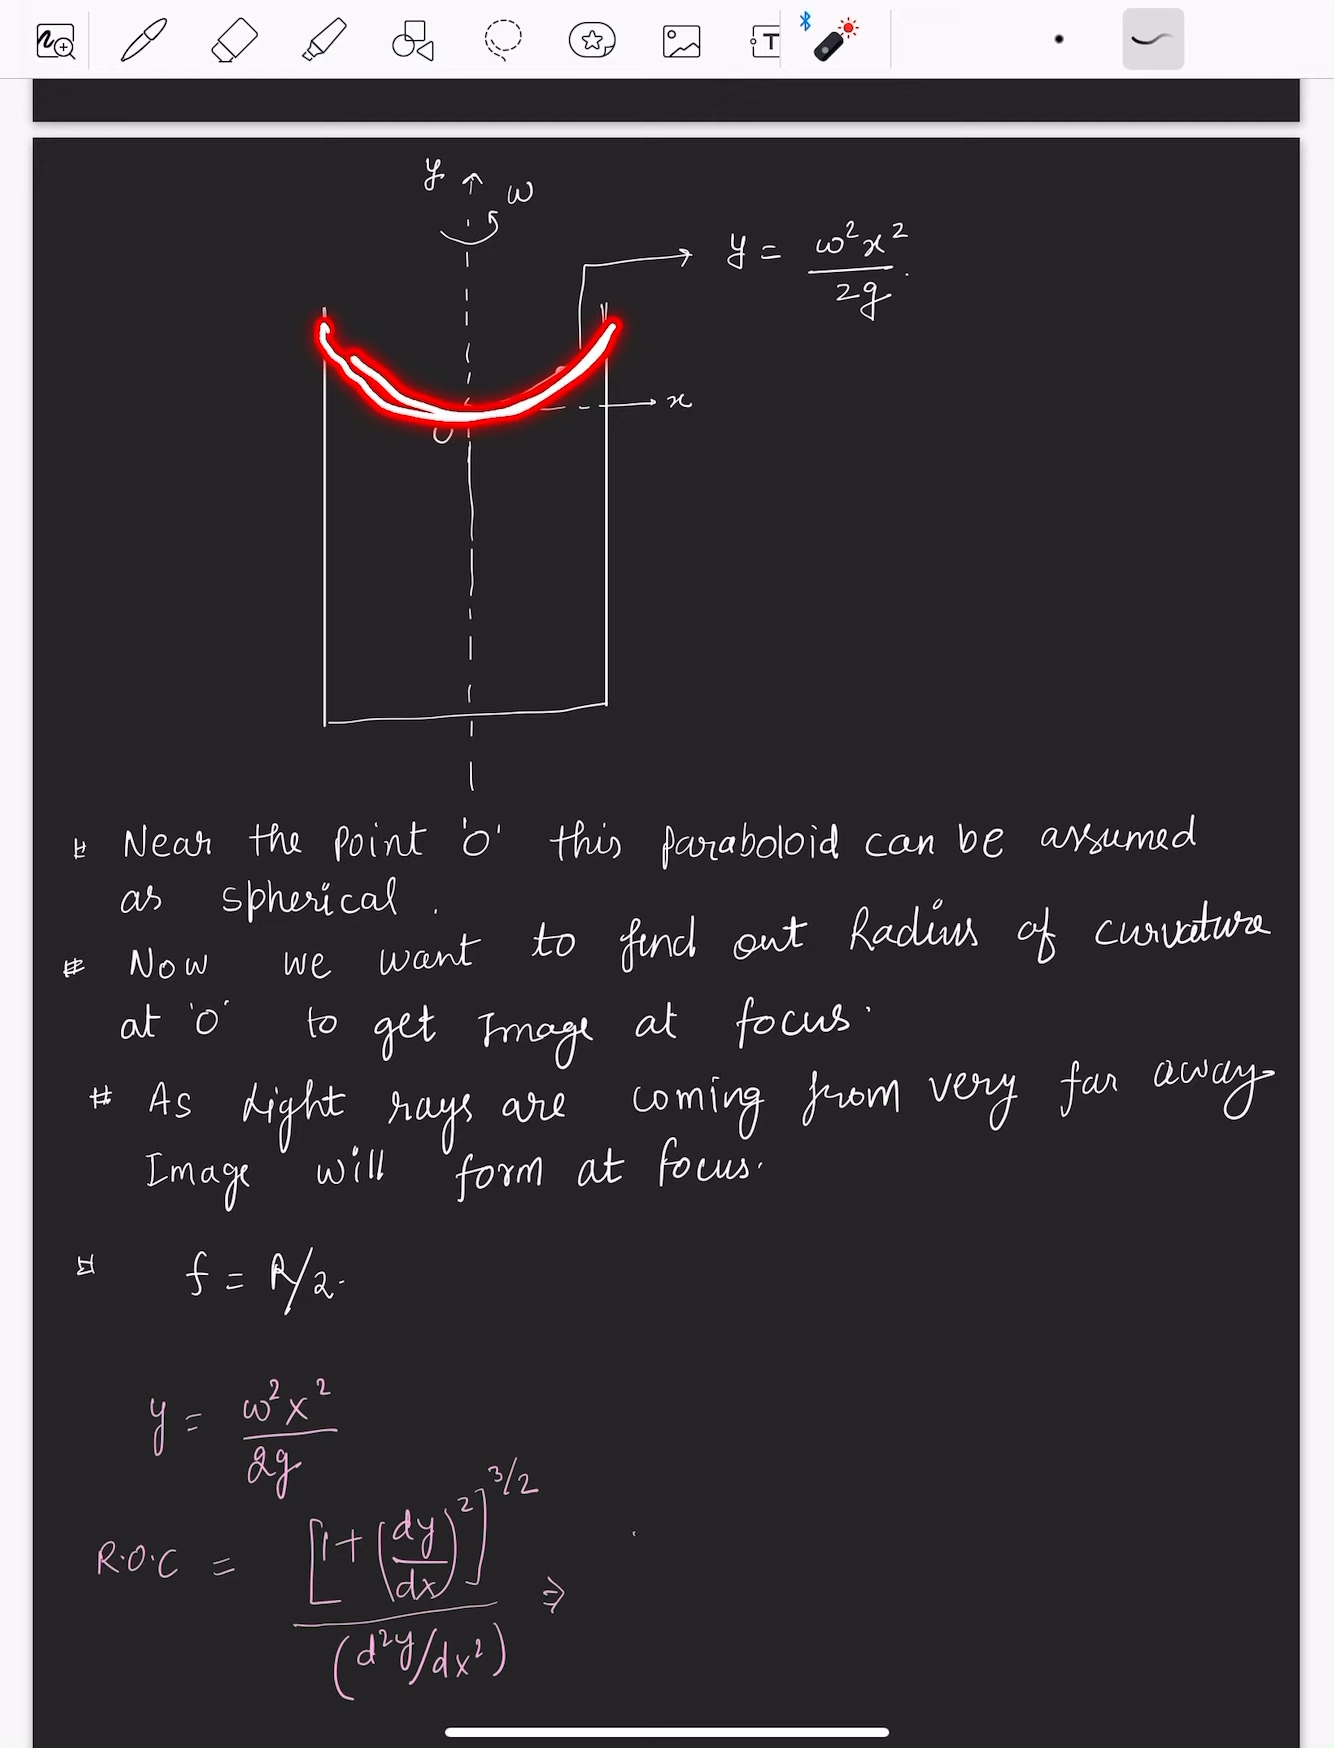 y ω
y = ω²x²
2g
x
O
# Near the point 'o' this paraboloid can be assumed
as spherical.
# Now we want to find out Radius of curvature
at 'o' to get Image at focus.
# As Light rays are coming from very far away
Image will form at focus.
# f = R/2.
y = ω²x²
2g
R.O.C = [1+(dy/dx)²]^3/2 ⇒
(d²y/dx²)
T